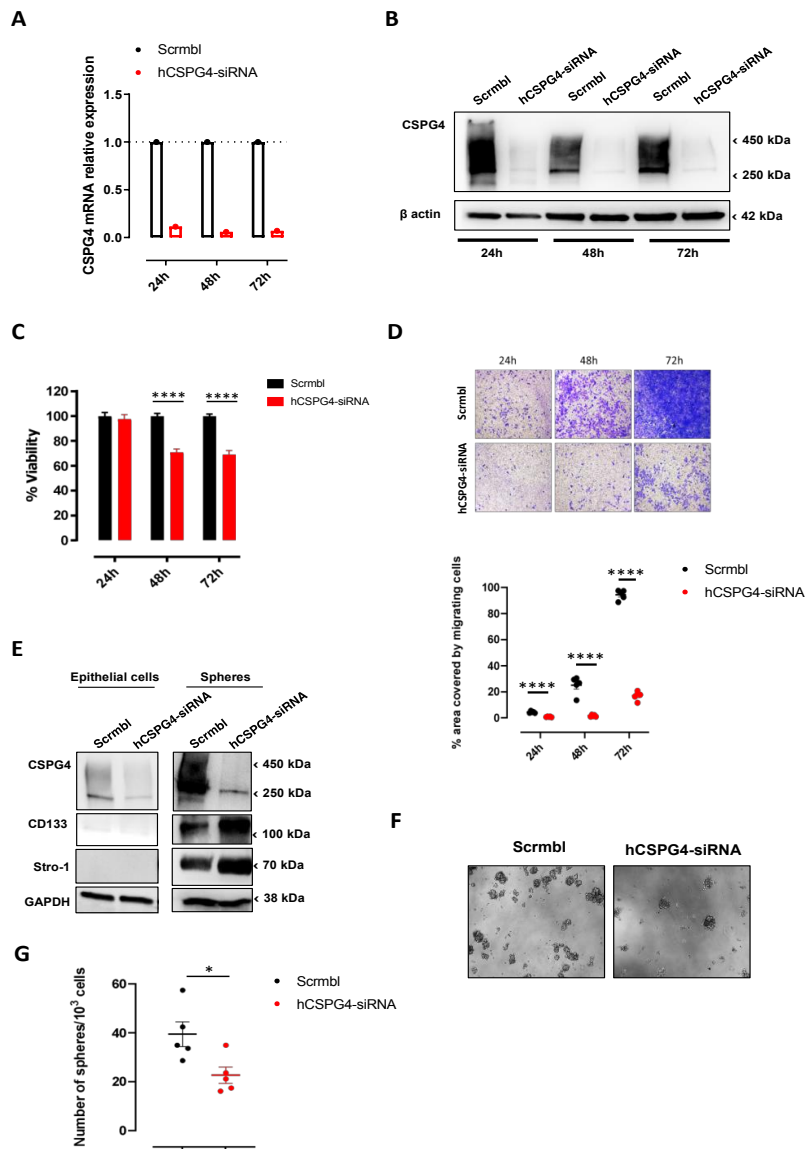 A
Scrmbl
hCSPG4-siRNA
CSPG4 mRNA relative expression
1.5
1.0
0.5
0.0
24h
48h
72h
B
Scrmbl
hCSPG4-siRNA
Scrmbl
hCSPG4-siRNA
Scrmbl
hCSPG4-siRNA
CSPG4
‹ 450 kDa
‹ 250 kDa
β actin
‹ 42 kDa
24h
48h
72h
C
Scrmbl
hCSPG4-siRNA
% Viability
120
100
80
60
40
20
0
**** ****
24h
48h
72h
D
24h 48h 72h
Scrmbl
hCSPG4-siRNA
Scrmbl
hCSPG4-siRNA
% area covered by migrating cells
100
80
60
40
20
0
****
****
****
24h
48h
72h
E
Epithelial cells
Spheres
Scrmbl
hCSPG4-siRNA
Scrmbl
hCSPG4-siRNA
CSPG4
‹ 450 kDa
‹ 250 kDa
CD133
‹ 100 kDa
Stro-1
‹ 70 kDa
GAPDH
‹ 38 kDa
F
Scrmbl
hCSPG4-siRNA
G
Scrmbl
hCSPG4-siRNA
Number of spheres/10³ cells
60
40
20
0
*